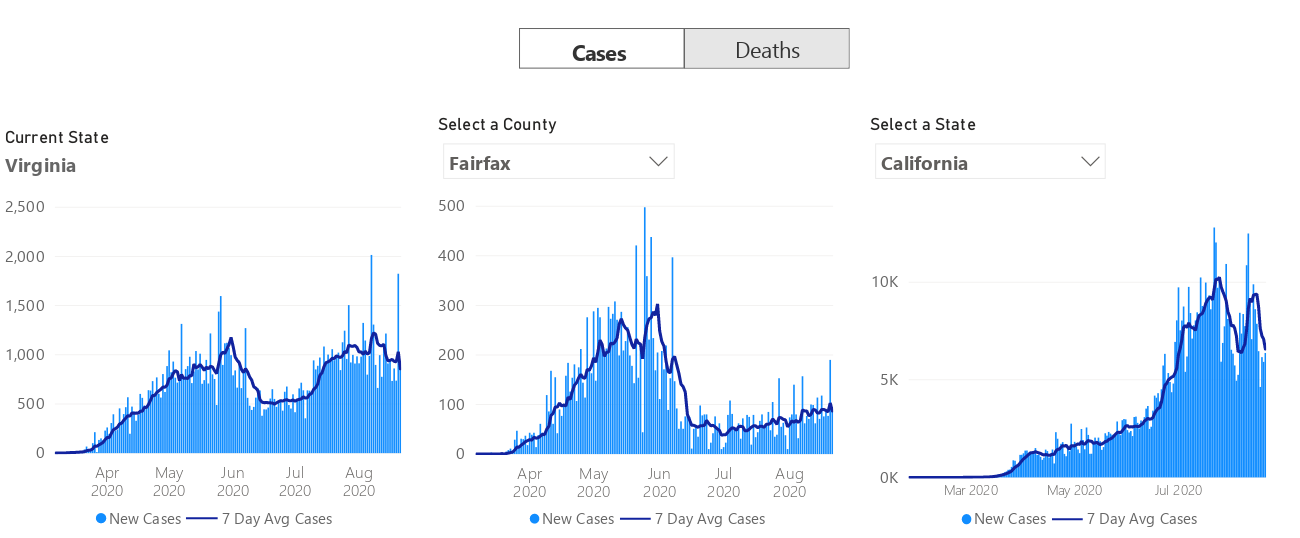 Cases Deaths
Current State
Virginia
2,500
2,000
1,500
1,000
500
0
Apr 2020
May 2020
Jun 2020
Jul 2020
Aug 2020
New Cases 7 Day Avg Cases
Select a County
Fairfax
500
400
300
200
100
0
Apr 2020
May 2020
Jun 2020
Jul 2020
Aug 2020
New Cases 7 Day Avg Cases
Select a State
California
10K
5K
0K
Mar 2020 May 2020 Jul 2020
New Cases 7 Day Avg Cases